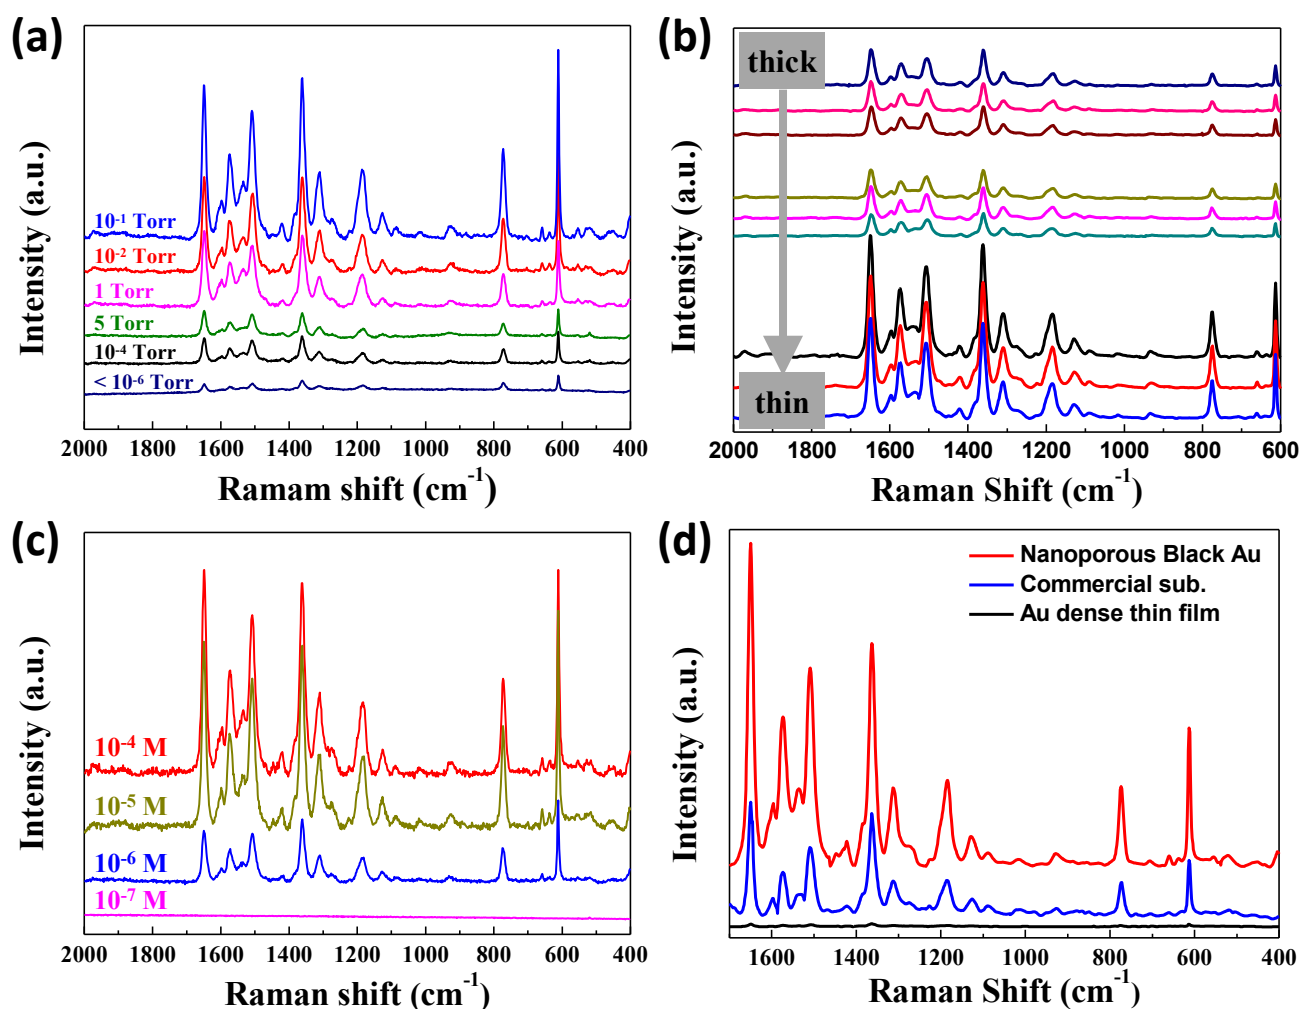 (a)
Intensity (a.u.)
10⁻¹ Torr
10⁻² Torr
1 Torr
5 Torr
10⁻⁴ Torr
< 10⁻⁶ Torr
2000 1800 1600 1400 1200 1000 800 600 400
Ramam shift (cm⁻¹)
(b)
Intensity (a.u.)
thick
thin
2000 1800 1600 1400 1200 1000 800 600
Raman Shift (cm⁻¹)
(c)
Intensity (a.u.)
10⁻⁴ M
10⁻⁵ M
10⁻⁶ M
10⁻⁷ M
2000 1800 1600 1400 1200 1000 800 600 400
Raman shift (cm⁻¹)
(d)
Intensity (a.u.)
Nanoporous Black Au
Commercial sub.
Au dense thin film
1600 1400 1200 1000 800 600 400
Raman Shift (cm⁻¹)